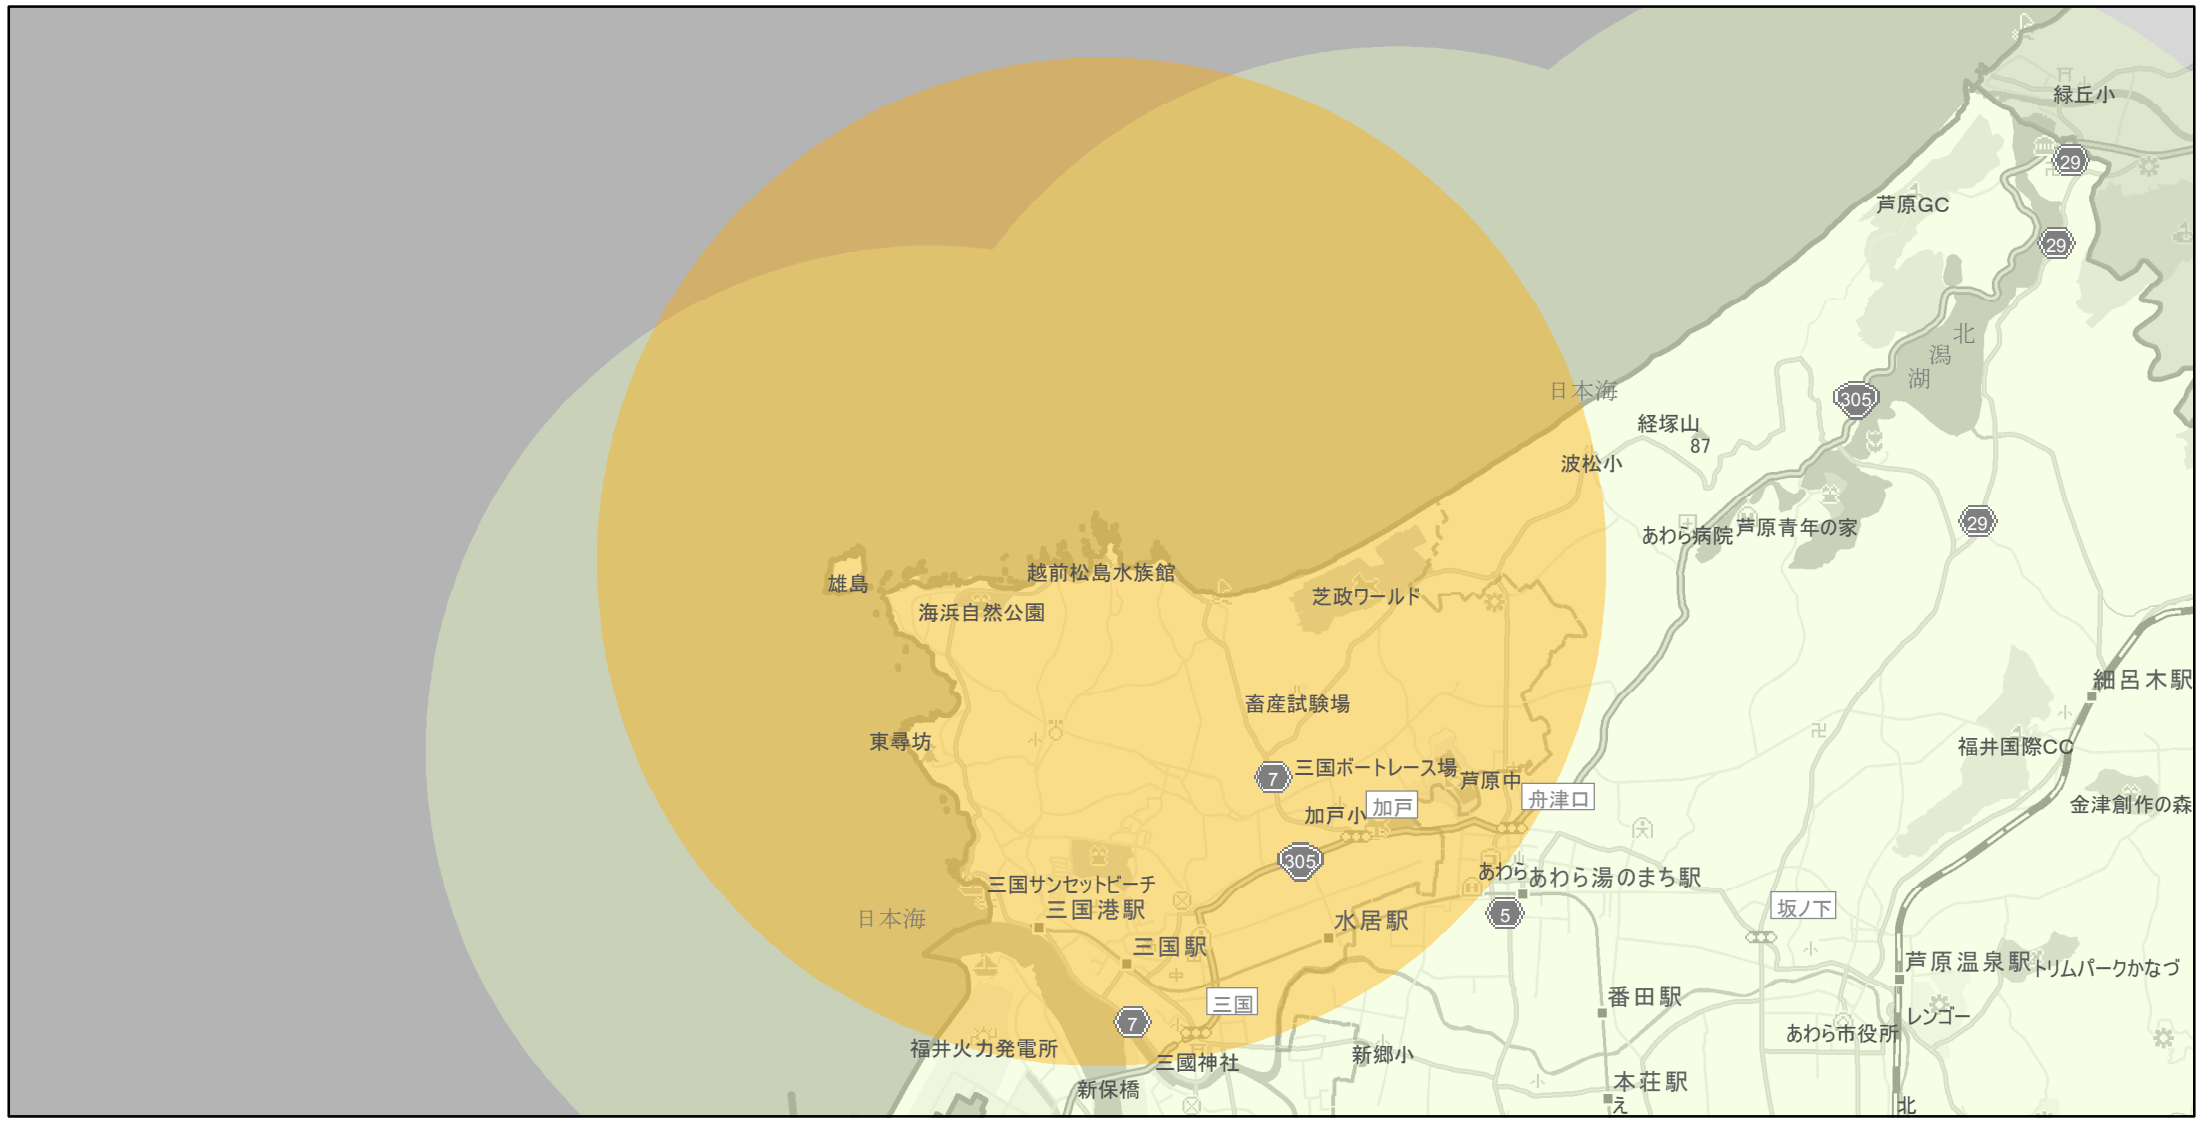 緑丘小
29
芦原GC
29
北
潟
湖
日本海
305
経塚山
87
波松小
あわら病院
芦原青年の家
29
雄島
越前松島水族館
海浜自然公園
芝政ワールド
細呂木駅
畜産試験場
東尋坊
福井国際CC
7
三国ボートレース場
芦原中
舟津口
加戸
加戸小
金津創作の森
305
あわら
あわら湯のまち駅
三国サンセットビーチ
三国港駅
日本海
5
坂ノ下
水居駅
三国駅
芦原温泉駅
トリムパークかなづ
三国
番田駅
レンゴー
7
あわら市役所
福井火力発電所
三國神社
新郷小
新保橋
本荘駅
え
北